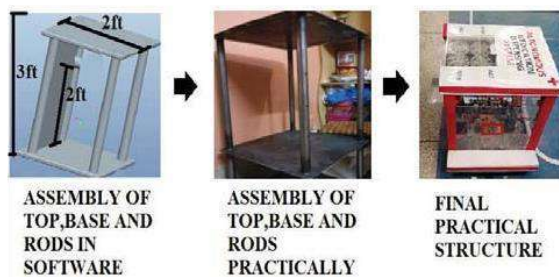 2ft
3ft
2ft
ASSEMBLY OF
TOP,BASE AND
RODS IN
SOFTWARE
ASSEMBLY OF
TOP,BASE AND
RODS
PRACTICALLY
FINAL
PRACTICAL
STRUCTURE